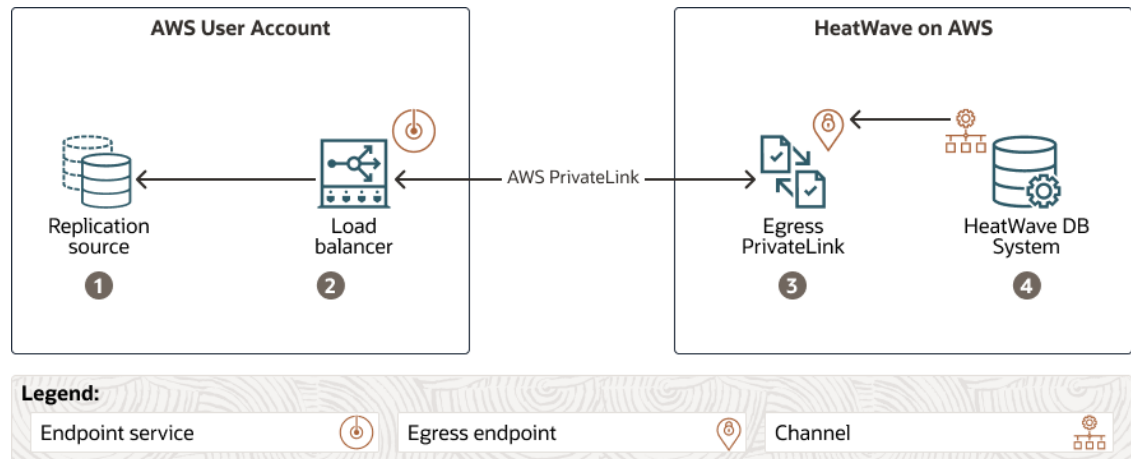 AWS User Account
HeatWave on AWS
AWS PrivateLink
Replication
source
1
Load
balancer
2
Egress
PrivateLink
3
HeatWave DB
System
4
Legend:
Endpoint service
Egress endpoint
Channel